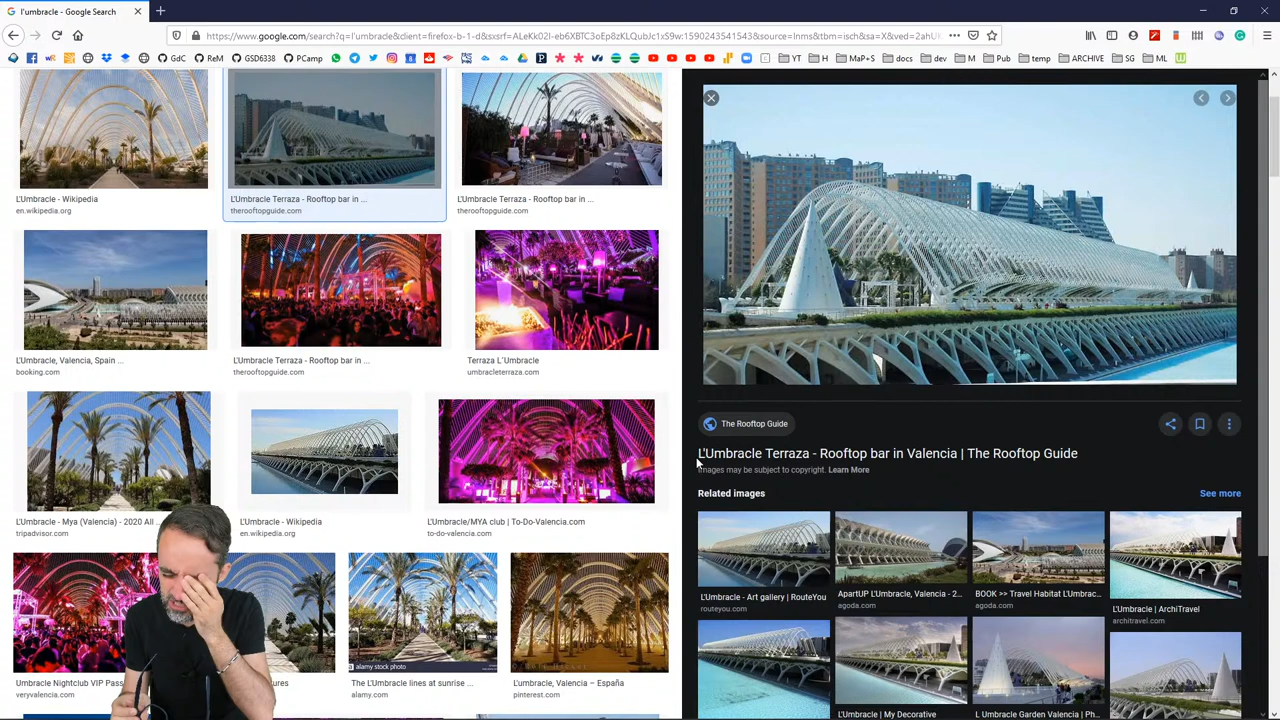 l'umbracle - Google Search
https://www.google.com/search?q=l'umbracle&client=firefox-b-1-d&sxsrf=ALeKk02I-eb6XBTC3oEp8zKLQubJc1xS9w:1590243541543&source=lnms&tbm=isch&sa=X&ved=2ahU
GdC
ReM
GSD6338
PCamp
YT
H
MaP+S
docs
dev
M
Pub
temp
ARCHIVE
SG
ML
L'Umbracle - Wikipedia
en.wikipedia.org
L'Umbracle Terraza - Rooftop bar in ...
therooftopguide.com
L'Umbracle Terraza - Rooftop bar in ...
therooftopguide.com
L'Umbracle, Valencia, Spain ...
booking.com
L'Umbracle Terraza - Rooftop bar in ...
therooftopguide.com
Terraza L´Umbracle
umbracleterraza.com
L'Umbracle - Mya (Valencia) - 2020 All
tripadvisor.com
L'Umbracle - Wikipedia
en.wikipedia.org
L'Umbracle/MYA club | To-Do-Valencia.com
to-do-valencia.com
Umbracle Nightclub VIP Pass
veryvalencia.com
tures
alamy stock photo
The L'Umbracle lines at sunrise ...
alamy.com
L'umbracle, Valencia – España
pinterest.com
The Rooftop Guide
L'Umbracle Terraza - Rooftop bar in Valencia | The Rooftop Guide
Images may be subject to copyright. Learn More
Related images
See more
L'Umbracle - Art gallery | RouteYou
routeyou.com
ApartUP L'Umbracle, Valencia - 2...
agoda.com
BOOK >> Travel Habitat L'Umbrac...
agoda.com
L'Umbracle | ArchiTravel
architravel.com
L'Umbracle | My Decorative
L Umbracle Garden Valencia | Ph...